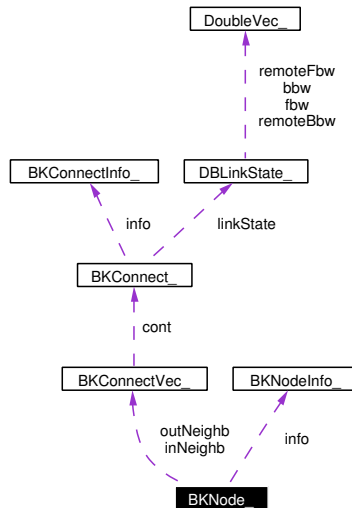 DoubleVec_
remoteFbw
bbw
fbw
remoteBbw
BKConnectInfo_
DBLinkState_
info
linkState
BKConnect_
cont
BKConnectVec_
BKNodeInfo_
outNeighb
inNeighb
info
BKNode_